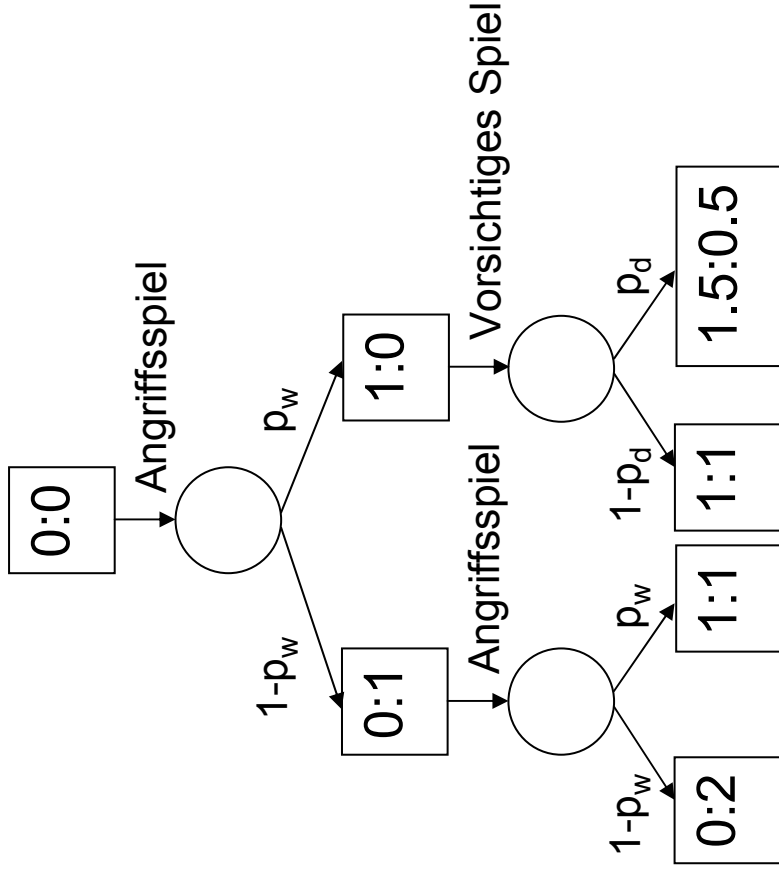 0:0
Angriffsspiel
1-p_w
p_w
0:1
1:0
Angriffsspiel
Vorsichtiges Spiel
1-p_w
p_w
1-p_d
p_d
0:2
1:1
1:1
1.5:0.5